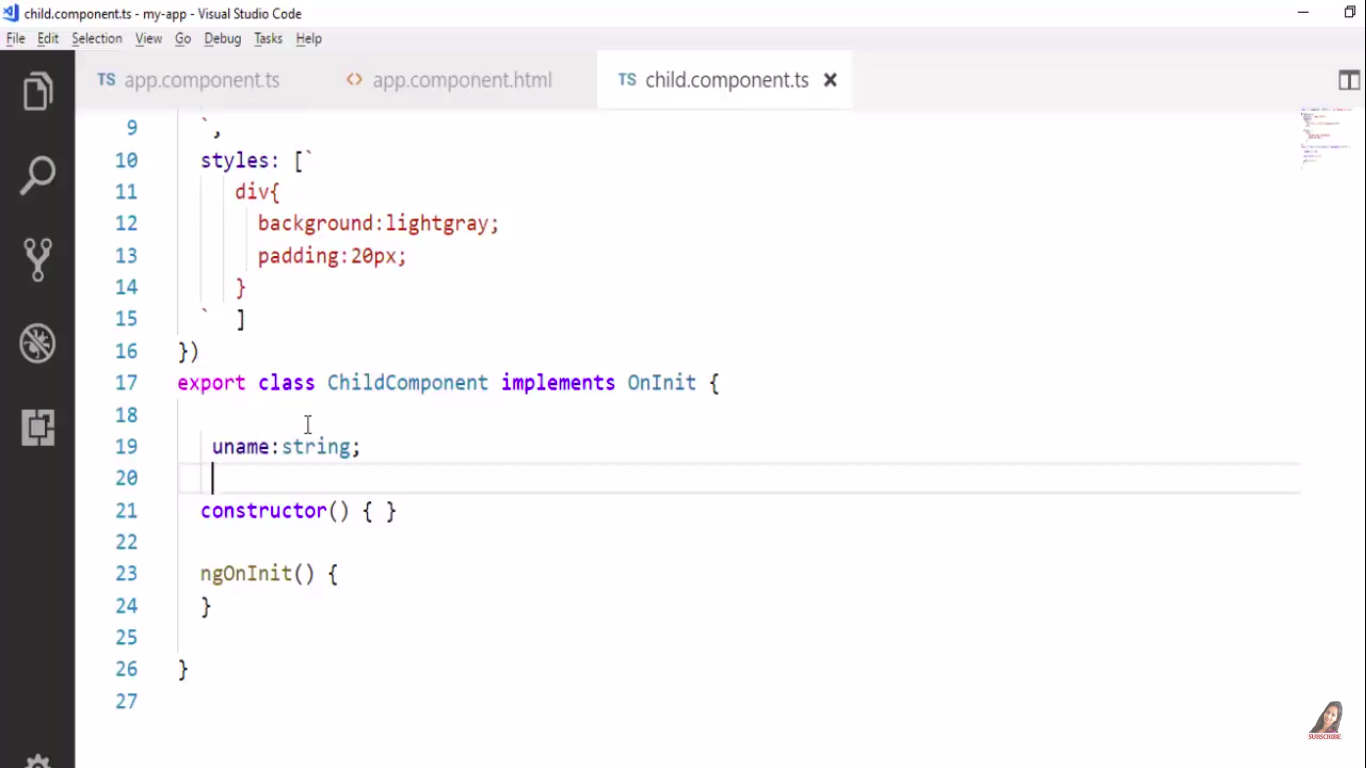 child.component.ts - my-app - Visual Studio Code
File Edit Selection View Go Debug Tasks Help
TS app.component.ts <> app.component.html TS child.component.ts ×
9 `,
10 styles: [`
11 div{
12 background:lightgray;
13 padding:20px;
14 }
15 ` ]
16 })
17 export class ChildComponent implements OnInit {
18
19 uname:string;
20
21 constructor() { }
22
23 ngOnInit() {
24 }
25
26 }
27
SUBSCRIBE